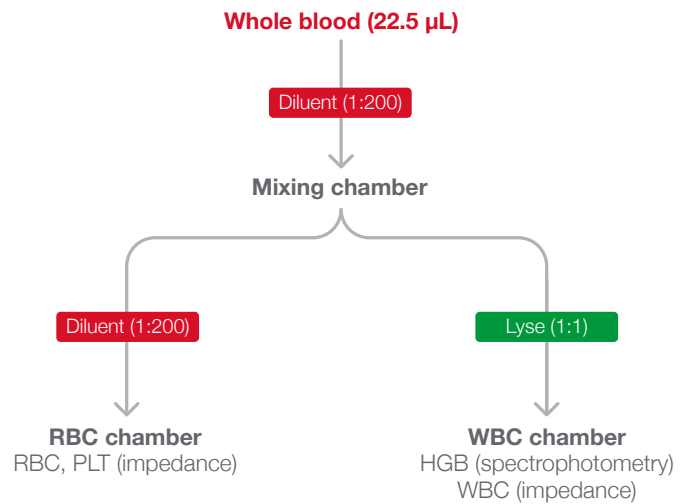 Whole blood (22.5 µL)
Diluent (1:200)
Mixing chamber
Diluent (1:200)
Lyse (1:1)
RBC chamber
RBC, PLT (impedance)
WBC chamber
HGB (spectrophotometry)
WBC (impedance)